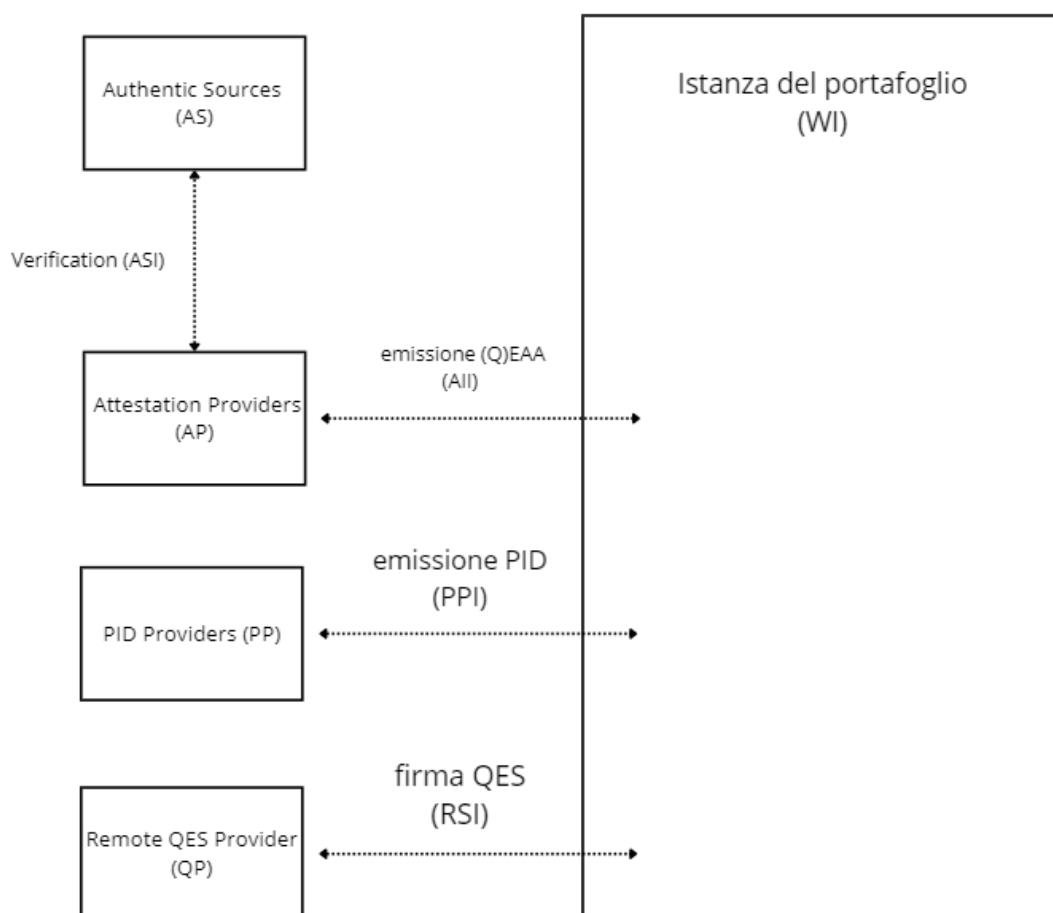 Authentic Sources
(AS)
Istanza del portafoglio
(WI)
Verification (ASI)
emissione (Q)EAA
(AII)
Attestation Providers
(AP)
emissione PID
(PPI)
PID Providers (PP)
firma QES
(RSI)
Remote QES Provider
(QP)